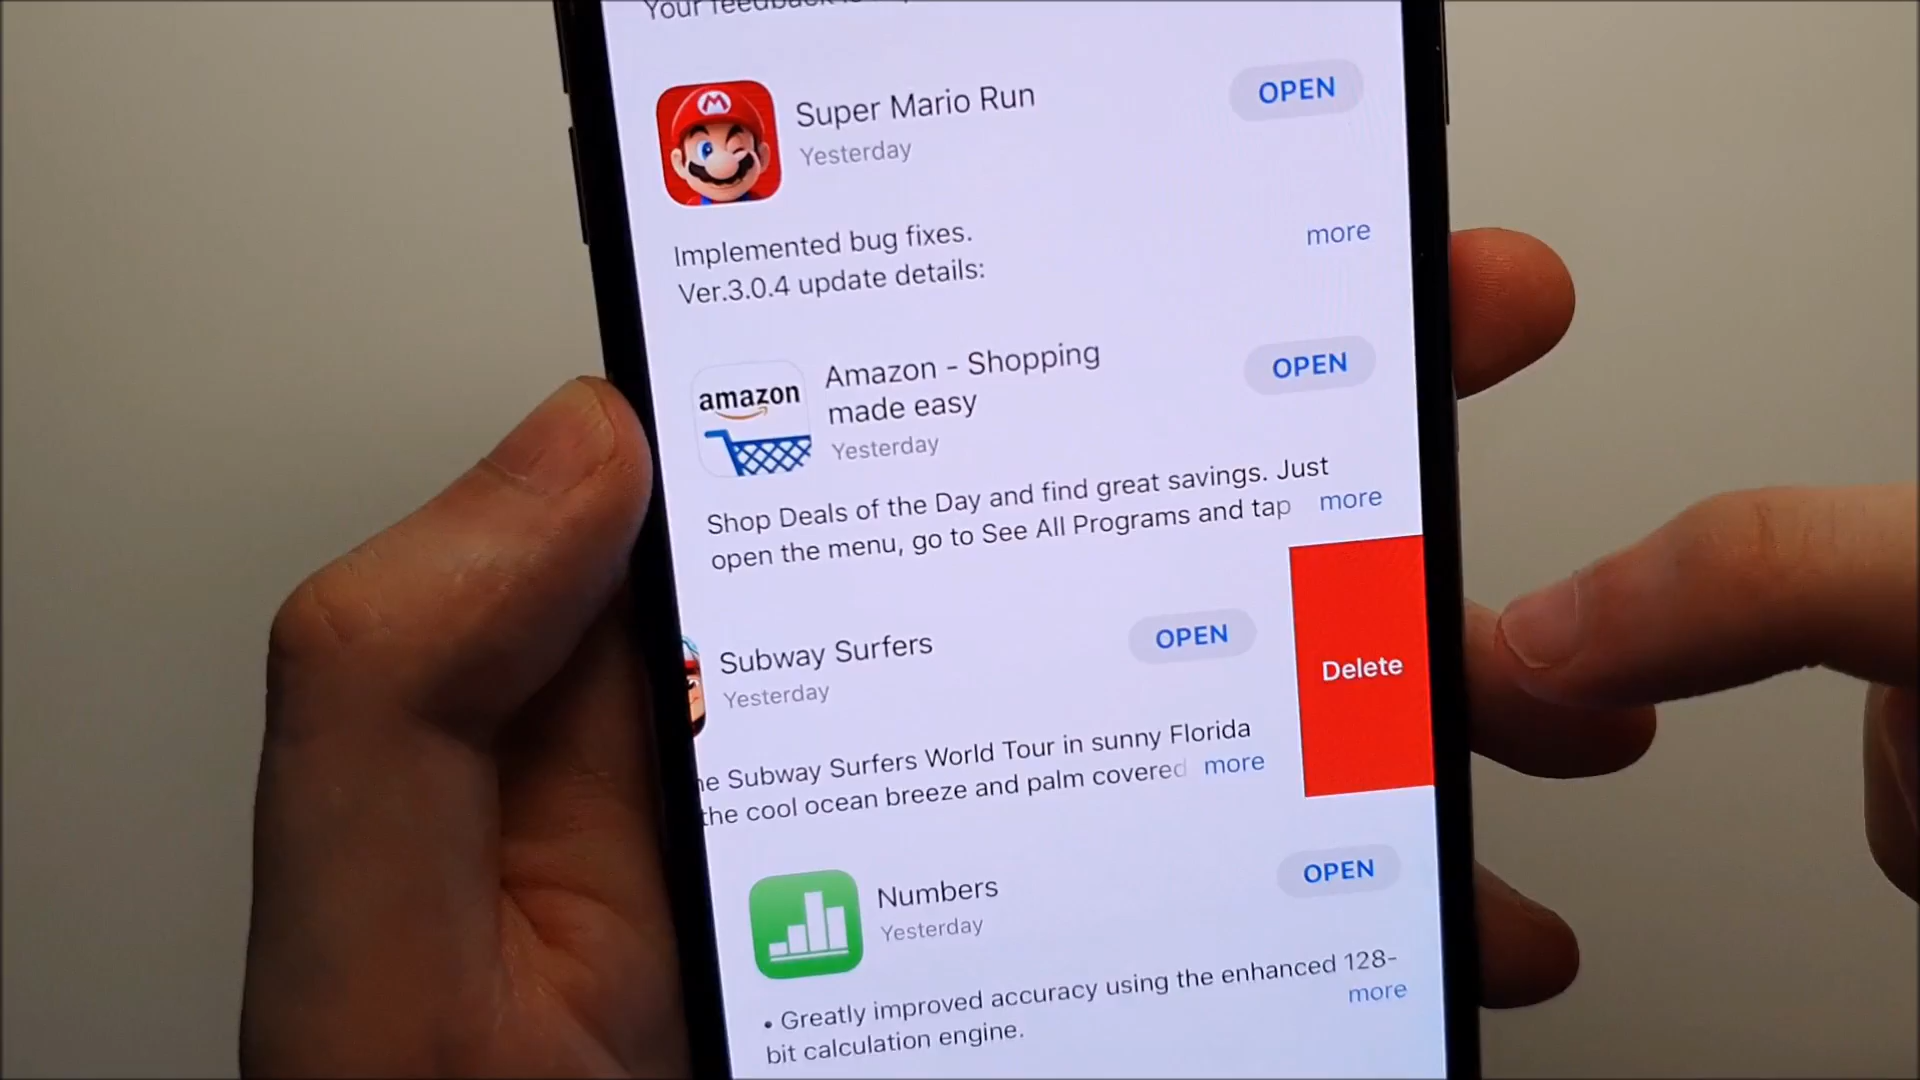 Your feedback
Super Mario Run
Yesterday
OPEN
Implemented bug fixes.
Ver.3.0.4 update details:
more
amazon
Amazon - Shopping
made easy
Yesterday
OPEN
Shop Deals of the Day and find great savings. Just
open the menu, go to See All Programs and tap
more
Subway Surfers
Yesterday
OPEN
Delete
e Subway Surfers World Tour in sunny Florida
the cool ocean breeze and palm covered
more
Numbers
Yesterday
OPEN
• Greatly improved accuracy using the enhanced 128-
bit calculation engine.
more